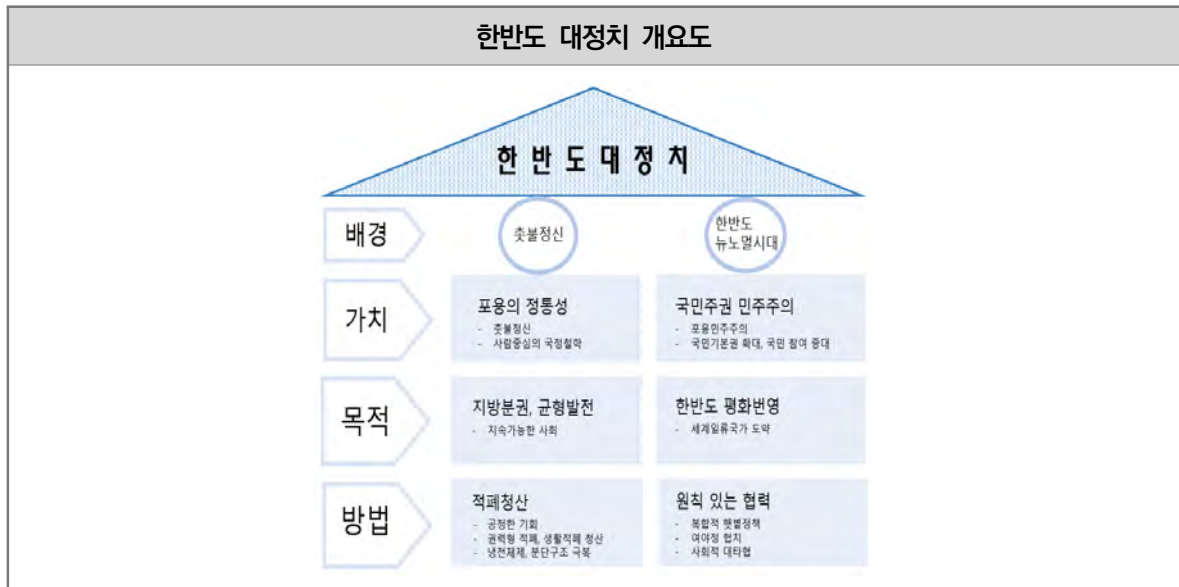 한반도 대정치 개요도
한반도대정치
배경
촛불정신
한반도
뉴노멀시대
가치
포용의 정통성
- 촛불정신
- 사람중심의 국정철학
국민주권 민주주의
- 포용민주주의
- 국민기본권 확대, 국민 참여 증대
목적
지방분권, 균형발전
- 지속가능한 사회
한반도 평화번영
- 세계일류국가 도약
방법
적폐청산
- 공정한 기회
- 권력형 적폐, 생활적폐 청산
- 냉전체제, 분단구조 극복
원칙 있는 협력
- 복합적 햇볕정책
- 여야정 협치
- 사회적 대타협